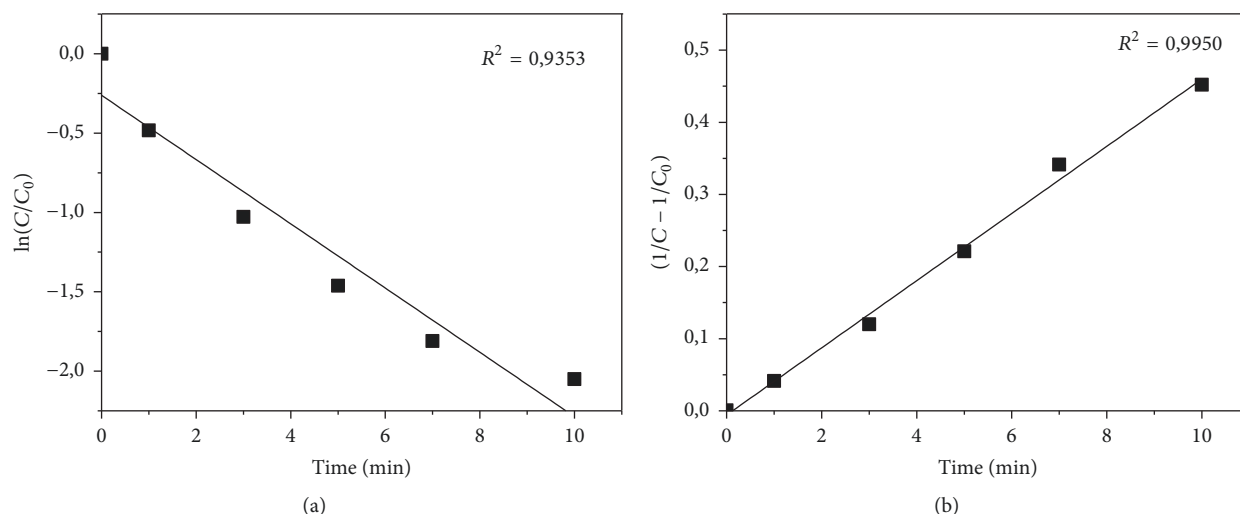 R² = 0,9353
0,0
−0,5
−1,0
−1,5
−2,0
ln(C/C₀)
0 2 4 6 8 10
Time (min)
(a)
R² = 0,9950
0,5
0,4
0,3
0,2
0,1
0,0
(1/C − 1/C₀)
0 2 4 6 8 10
Time (min)
(b)